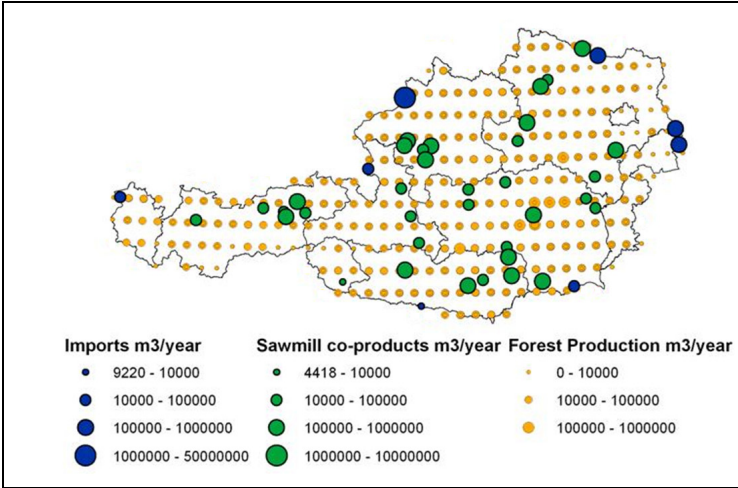 Imports m3/year Sawmill co-products m3/year Forest Production m3/year
9220 - 10000 4418 - 10000 0 - 10000
10000 - 100000 10000 - 100000 10000 - 100000
100000 - 1000000 100000 - 1000000 100000 - 1000000
1000000 - 50000000 1000000 - 10000000